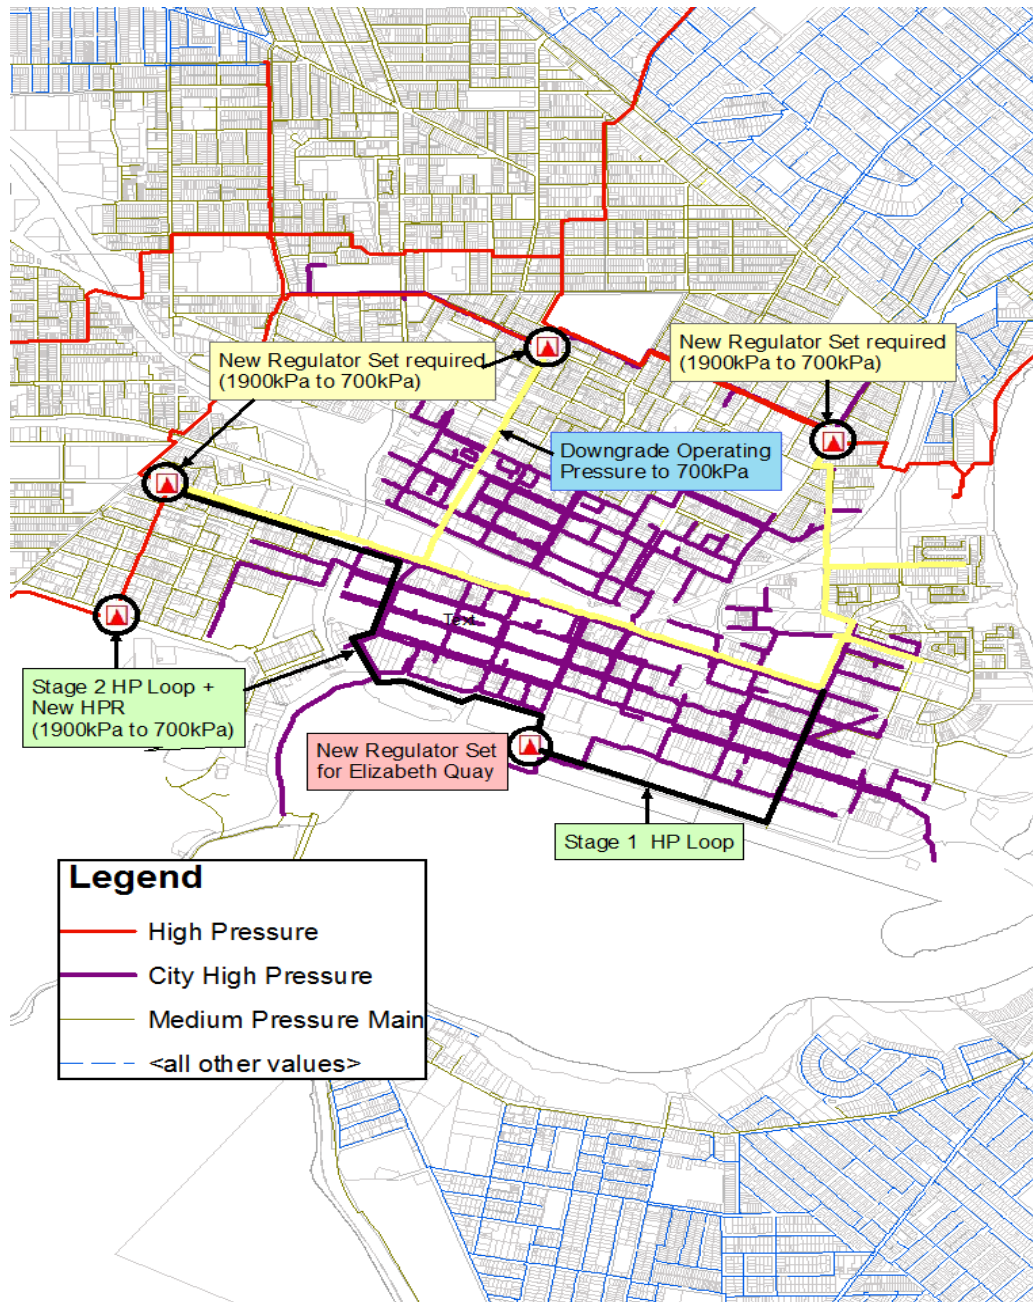 New Regulator Set required
(1900kPa to 700kPa)
New Regulator Set required
(1900kPa to 700kPa)
Downgrade Operating
Pressure to 700kPa
Text
Stage 2 HP Loop +
New HPR
(1900kPa to 700kPa)
New Regulator Set
for Elizabeth Quay
Stage 1 HP Loop
Legend
High Pressure
City High Pressure
Medium Pressure Main
<all other values>